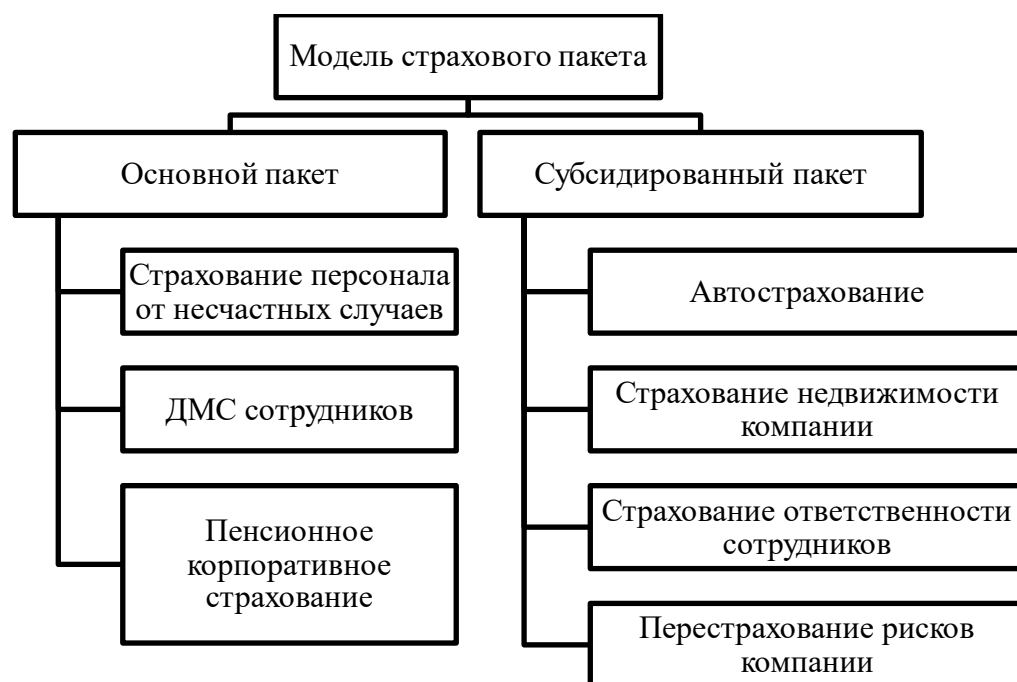 Модель страхового пакета
Основной пакет
Субсидированный пакет
Страхование персонала
от несчастных случаев
ДМС сотрудников
Пенсионное
корпоративное
страхование
Автострахование
Страхование недвижимости
компании
Страхование ответственности
сотрудников
Перестрахование рисков
компании